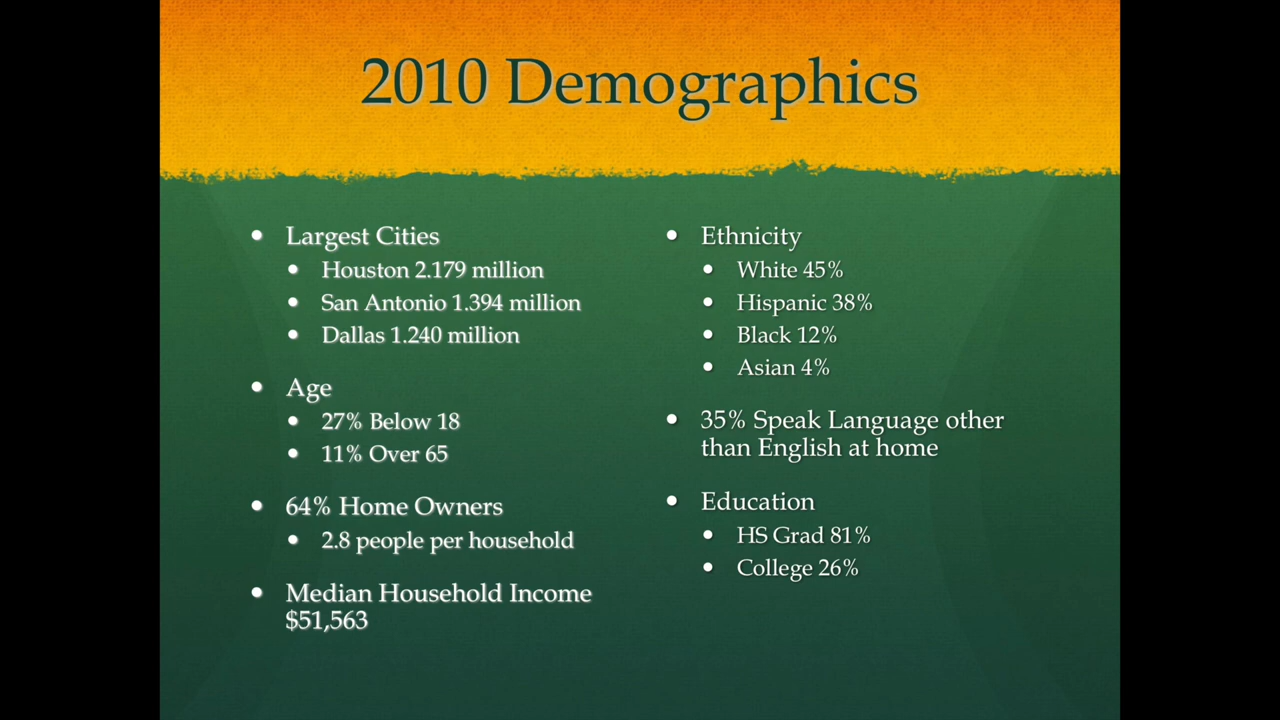 2010 Demographics
• Largest Cities
• Houston 2.179 million
• San Antonio 1.394 million
• Dallas 1.240 million
• Age
• 27% Below 18
• 11% Over 65
• 64% Home Owners
• 2.8 people per household
• Median Household Income
$51,563
• Ethnicity
• White 45%
• Hispanic 38%
• Black 12%
• Asian 4%
• 35% Speak Language other
than English at home
• Education
• HS Grad 81%
• College 26%